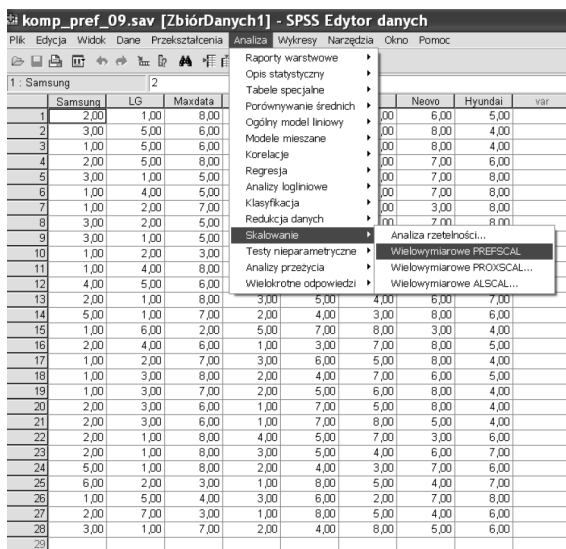 komp_pref_09.sav [ZbiórDanych1] - SPSS Edytor danych
Plik Edycja Widok Dane Przekształcenia Analiza Wykresy Narzędzia Okno Pomoc
1 : Samsung 2
Samsung LG Maxdata Neovo Hyundai var
Raporty warstwowe
Opis statystyczny
Tabele specjalne
Porównywanie średnich
Ogólny model liniowy
Modele mieszane
Korelacje
Regresja
Analizy logliniowe
Klasyfikacja
Redukcja danych
Skalowanie
Testy nieparametryczne
Analizy przeżycia
Wielokrotne odpowiedzi
Analiza rzetelności...
Wielowymiarowe PREFSCAL
Wielowymiarowe PROXSCAL...
Wielowymiarowe ALSCAL...
1 2,00 1,00 8,00 ,00 6,00 5,00
2 3,00 5,00 6,00 ,00 8,00 4,00
3 1,00 5,00 6,00 ,00 8,00 4,00
4 2,00 5,00 8,00 ,00 7,00 6,00
5 3,00 1,00 5,00 ,00 7,00 8,00
6 1,00 4,00 5,00 ,00 7,00 8,00
7 1,00 2,00 7,00 ,00 3,00 8,00
8 3,00 2,00 5,00 ,00 7,00 8,00
9 3,00 1,00 5,00
10 1,00 2,00 3,00
11 1,00 4,00 8,00
12 4,00 5,00 6,00
13 2,00 1,00 8,00 3,00 5,00 4,00 6,00 7,00
14 5,00 1,00 7,00 2,00 4,00 3,00 8,00 6,00
15 1,00 6,00 2,00 5,00 7,00 8,00 3,00 4,00
16 2,00 4,00 6,00 1,00 3,00 7,00 8,00 5,00
17 1,00 2,00 7,00 3,00 6,00 5,00 8,00 4,00
18 1,00 3,00 8,00 2,00 4,00 7,00 6,00 5,00
19 1,00 3,00 7,00 2,00 5,00 6,00 8,00 4,00
20 2,00 3,00 6,00 1,00 7,00 5,00 8,00 4,00
21 2,00 3,00 6,00 1,00 7,00 5,00 8,00 4,00
22 2,00 1,00 8,00 4,00 5,00 7,00 3,00 6,00
23 2,00 1,00 8,00 3,00 5,00 4,00 6,00 7,00
24 5,00 1,00 8,00 2,00 4,00 3,00 7,00 6,00
25 6,00 2,00 3,00 1,00 8,00 5,00 4,00 7,00
26 1,00 5,00 4,00 3,00 6,00 2,00 7,00 8,00
27 2,00 7,00 3,00 1,00 8,00 5,00 4,00 6,00
28 3,00 1,00 7,00 2,00 4,00 8,00 5,00 6,00
29